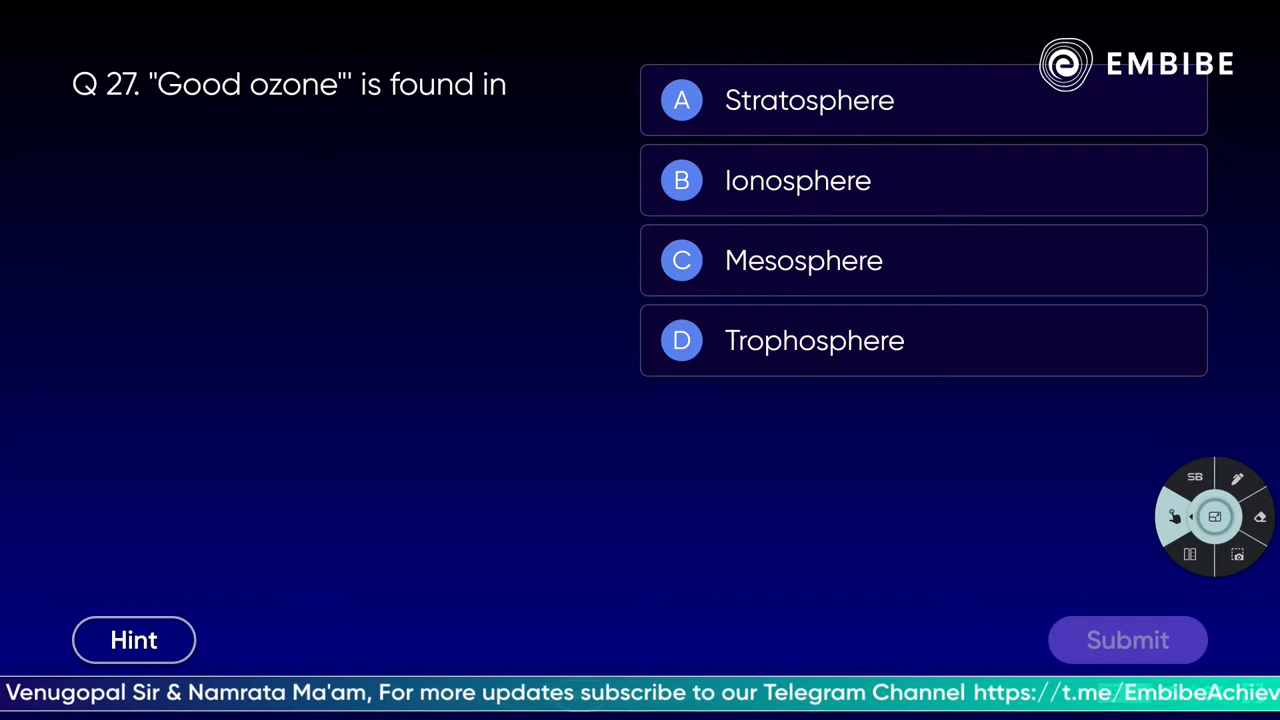 EMBIBE
Q 27. "Good ozone"' is found in
A Stratosphere
B Ionosphere
C Mesosphere
D Trophosphere
SB
Hint
Submit
Venugopal Sir & Namrata Ma'am, For more updates subscribe to our Telegram Channel https://t.me/EmbibeAchiev